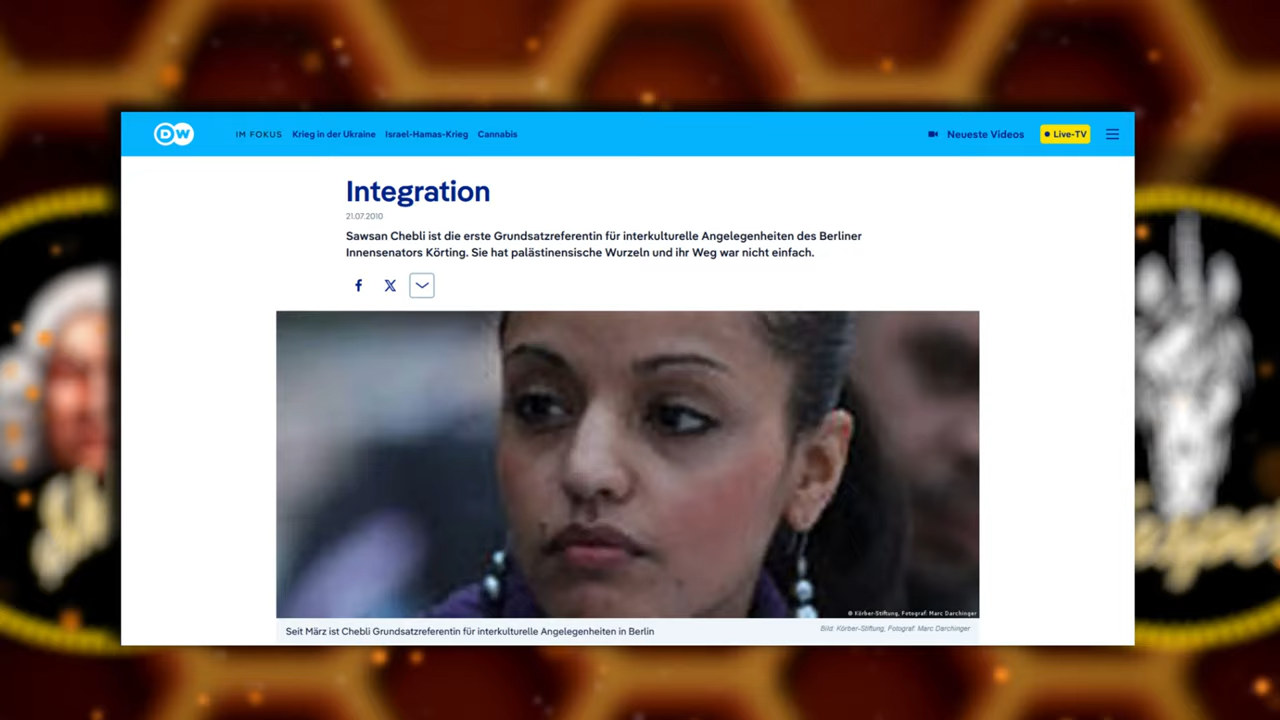 DW
IM FOKUS Krieg in der Ukraine Israel-Hamas-Krieg Cannabis
Neueste Videos
Live-TV
Integration
21.07.2010
Sawsan Chebli ist die erste Grundsatzreferentin für interkulturelle Angelegenheiten des Berliner
Innensenators Körting. Sie hat palästinensische Wurzeln und ihr Weg war nicht einfach.
© Körber-Stiftung, Fotograf: Marc Darchinger
Seit März ist Chebli Grundsatzreferentin für interkulturelle Angelegenheiten in Berlin
Bild: Körber-Stiftung, Fotograf: Marc Darchinger